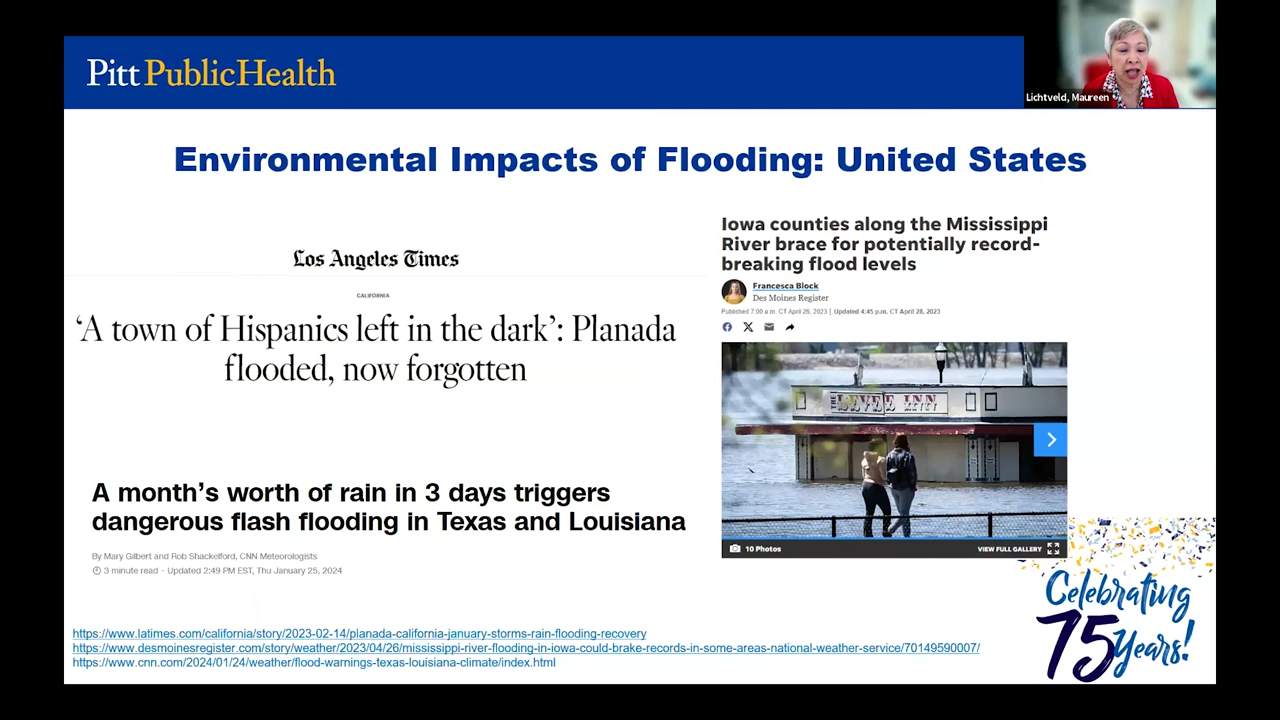 Pitt PublicHealth
Lichtveld, Maureen
Environmental Impacts of Flooding: United States
Los Angeles Times
CALIFORNIA
‘A town of Hispanics left in the dark’: Planada
flooded, now forgotten
A month’s worth of rain in 3 days triggers
dangerous flash flooding in Texas and Louisiana
By Mary Gilbert and Rob Shackelford, CNN Meteorologists
3 minute read · Updated 2:49 PM EST, Thu January 25, 2024
Iowa counties along the Mississippi
River brace for potentially record-
breaking flood levels
Francesca Block
Des Moines Register
Published 7:00 a.m. CT April 26, 2023 | Updated 4:45 p.m. CT April 28, 2023
THE LEVEE INN
10 Photos
VIEW FULL GALLERY
Celebrating
75 Years!
https://www.latimes.com/california/story/2023-02-14/planada-california-january-storms-rain-flooding-recovery
https://www.desmoinesregister.com/story/weather/2023/04/26/mississippi-river-flooding-in-iowa-could-brake-records-in-some-areas-national-weather-service/70149590007/
https://www.cnn.com/2024/01/24/weather/flood-warnings-texas-louisiana-climate/index.html